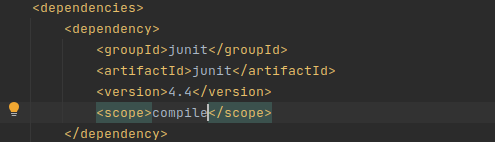 <dependencies>
<dependency>
<groupId>junit</groupId>
<artifactId>junit</artifactId>
<version>4.4</version>
<scope>compile</scope>
</dependency>